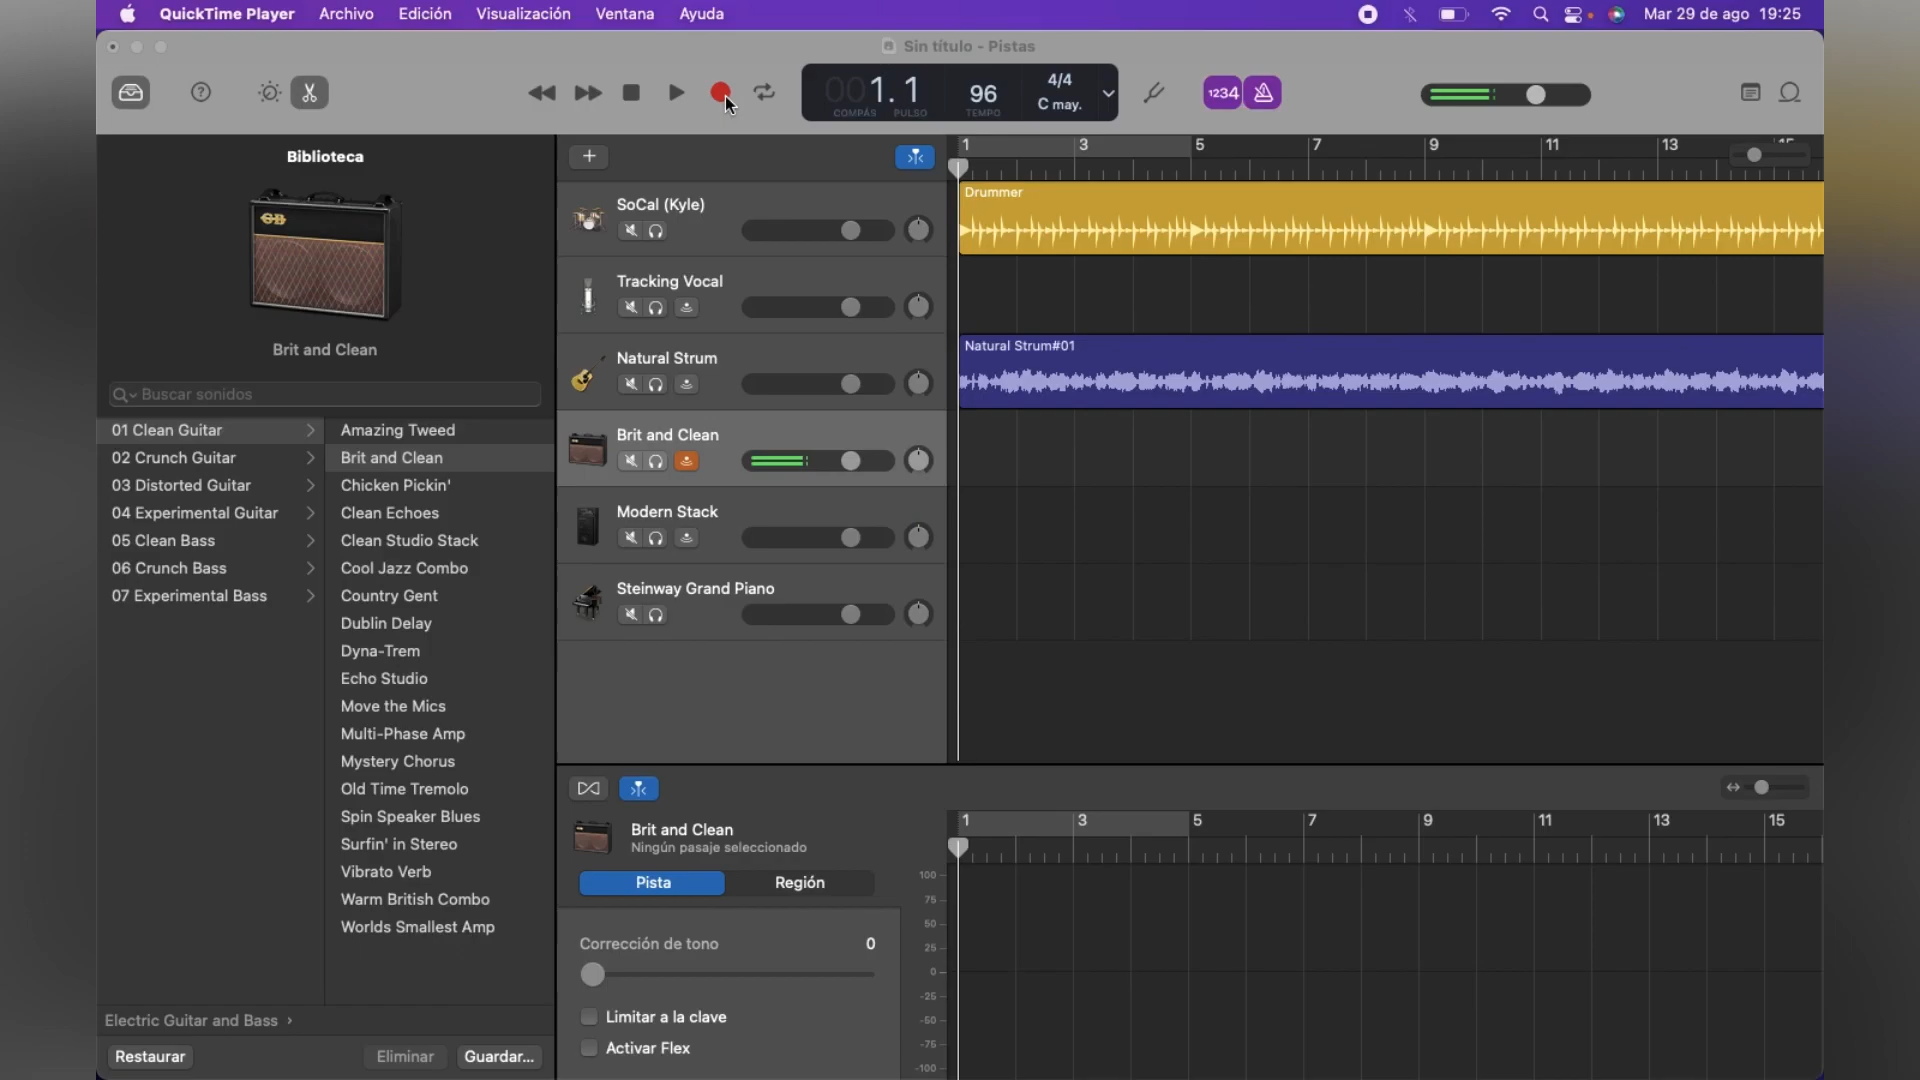 QuickTime Player Archivo Edición Visualización Ventana Ayuda Mar 29 de ago 19:25
Sin título - Pistas
001. 1 96 4/4 C may.
COMPÁS PULSO TEMPO
1234
Biblioteca
GB
Brit and Clean
Buscar sonidos
01 Clean Guitar
02 Crunch Guitar
03 Distorted Guitar
04 Experimental Guitar
05 Clean Bass
06 Crunch Bass
07 Experimental Bass
Amazing Tweed
Brit and Clean
Chicken Pickin'
Clean Echoes
Clean Studio Stack
Cool Jazz Combo
Country Gent
Dublin Delay
Dyna-Trem
Echo Studio
Move the Mics
Multi-Phase Amp
Mystery Chorus
Old Time Tremolo
Spin Speaker Blues
Surfin' in Stereo
Vibrato Verb
Warm British Combo
Worlds Smallest Amp
Electric Guitar and Bass ›
Restaurar Eliminar Guardar...
1 3 5 7 9 11 13 15
SoCal (Kyle)
Drummer
Tracking Vocal
Natural Strum
Natural Strum#01
Brit and Clean
Modern Stack
Steinway Grand Piano
Brit and Clean
Ningún pasaje seleccionado
Pista Región
Corrección de tono 0
Limitar a la clave
Activar Flex
1 3 5 7 9 11 13 15
100
75
50
25
0
-25
-50
-75
-100